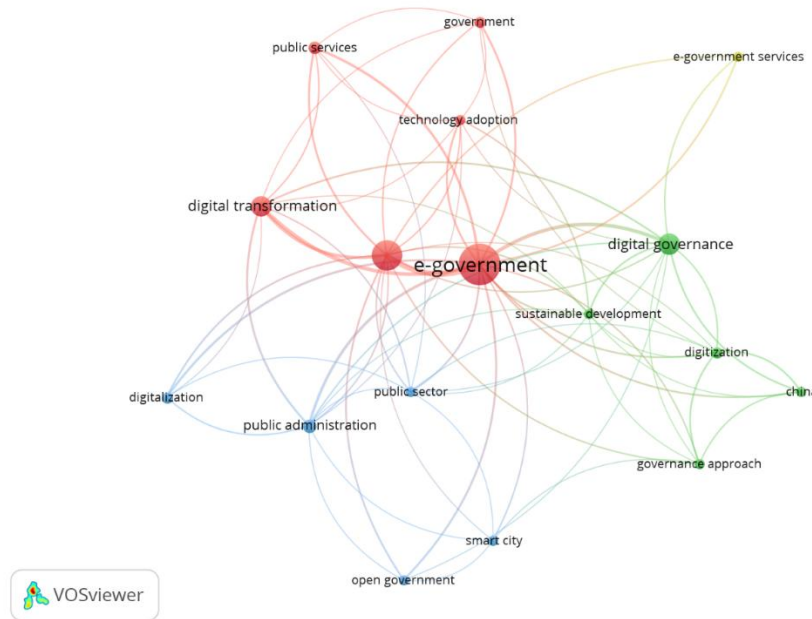 government
public services
e-government services
technology adoption
digital transformation
digital governance
e-government
sustainable development
digitization
public sector
china
digitalization
public administration
governance approach
smart city
open government
VOSviewer